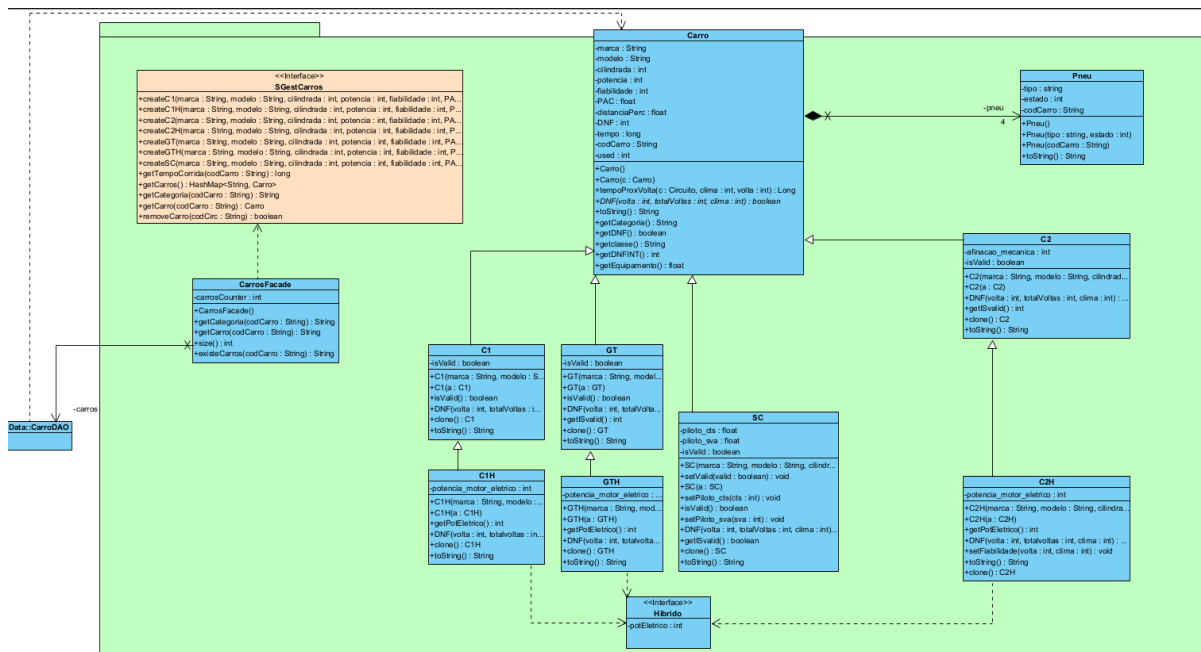 Carro
-marca : String
-modelo : String
-cilindrada : int
-potencia : int
-fiabilidade : int
-PAC : float
-distanciaPerc : float
-DNF : int
-tempo : long
-codCarro : String
-used : int
+Carro()
+Carro(c : Carro)
+tempoProxVolta(c : Circuito, clima : int, volta : int) : Long
+DNF(volta : int, totalVoltas : int, clima : int) : boolean
+toString() : String
+getCategoria() : String
+getDNF() : boolean
+getclasse() : String
+getDNFINT() : int
+getEquipamento() : float
<<Interface>>
SGestCarros
+createC1(marca : String, modelo : String, cilindrada : int, potencia : int, fiabilidade : int, PA...
+createC1H(marca : String, modelo : String, cilindrada : int, potencia : int, fiabilidade : int, P...
+createC2(marca : String, modelo : String, cilindrada : int, potencia : int, fiabilidade : int, PA...
+createC2H(marca : String, modelo : String, cilindrada : int, potencia : int, fiabilidade : int, P...
+createGT(marca : String, modelo : String, cilindrada : int, potencia : int, fiabilidade : int, PA...
+createGTH(marca : String, modelo : String, cilindrada : int, potencia : int, fiabilidade : int, P...
+createSC(marca : String, modelo : String, cilindrada : int, potencia : int, fiabilidade : int, PA...
+getTempoCorrida(codCarro : String) : long
+getCarros() : HashMap<String, Carro>
+getCategoria(codCarro : String) : String
+getCarro(codCarro : String) : Carro
+removeCarro(codCirc : String) : boolean
Pneu
-tipo : string
-estado : int
-codCarro : String
+Pneu()
+Pneu(tipo : string, estado : int)
+Pneu(codCarro : String)
+toString() : String
-pneu
4
CarrosFacade
-carrosCounter : int
+CarrosFacade()
+getCategoria(codCarro : String) : String
+getCarro(codCarro : String) : String
+size() : int
+existeCarros(codCarro : String) : String
C2
-afinacao_mecanica : int
-isValid : boolean
+C2(marca : String, modelo : String, cilindrad...
+C2(a : C2)
+DNF(volta : int, totalVoltas : int, clima : int) : ...
+getISvalid() : int
+clone() : C2
+toString() : String
-carros
Data::CarroDAO
C1
-isValid : boolean
+C1(marca : String, modelo : S...
+C1(a : C1)
+isValid() : boolean
+DNF(volta : int, totalVoltas : i...
+clone() : C1
+toString() : String
GT
-isValid : boolean
+GT(marca : String, model...
+GT(a : GT)
+isValid() : boolean
+DNF(volta : int, totalVolta...
+getISvalid() : int
+clone() : GT
+toString() : String
SC
-piloto_cts : float
-piloto_sva : float
-isValid : boolean
+SC(marca : String, modelo : String, cilindr...
+setValid(valid : boolean) : void
+SC(a : SC)
+setPiloto_cts(cts : int) : void
+isValid() : boolean
+setPiloto_sva(sva : int) : void
+DNF(volta : int, totalVoltas : int, clima : int)...
+getISvalid() : boolean
+clone() : SC
+toString() : String
C1H
-potencia_motor_eletrico : int
+C1H(marca : String, modelo :...
+C1H(a : C1H)
+getPotEletrico() : int
+DNF(volta : int, totalvoltas : in...
+clone() : C1H
+toString() : String
GTH
-potencia_motor_eletrico : ...
+GTH(marca : String, mod...
+GTH(a : GTH)
+getPotEletrico() : int
+DNF(volta : int, totalvolta...
+clone() : GTH
+toString() : String
C2H
-potencia_motor_eletrico : int
+C2H(marca : String, modelo : String, cilindra...
+C2H(a : C2H)
+getPotEletrico() : int
+DNF(volta : int, totalvoltas : int, clima : int) : ...
+setFiabilidade(volta : int, clima : int) : void
+toString() : String
+clone() : C2H
<<Interface>>
Hibrido
-potEletrico : int